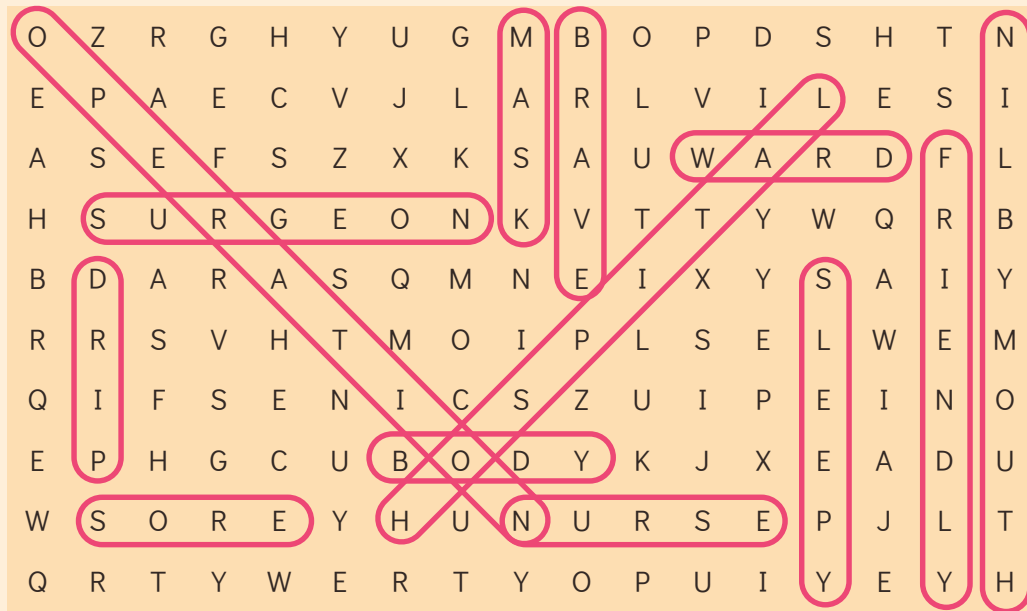 O Z R G H Y U G M B O P D S H T N
E P A E C V J L A R L V I L E S I
A S E F S Z X K S A U W A R D F L
H S U R G E O N K V T T Y W Q R B
B D A R A S Q M N E I X Y S A I Y
R R S V H T M O I P L S E L W E M
Q I F S E N I C S Z U I P E I N O
E P H G C U B O D Y K J X E A D U
W S O R E Y H U N U R S E P J L T
Q R T Y W E R T Y O P U I Y E Y H